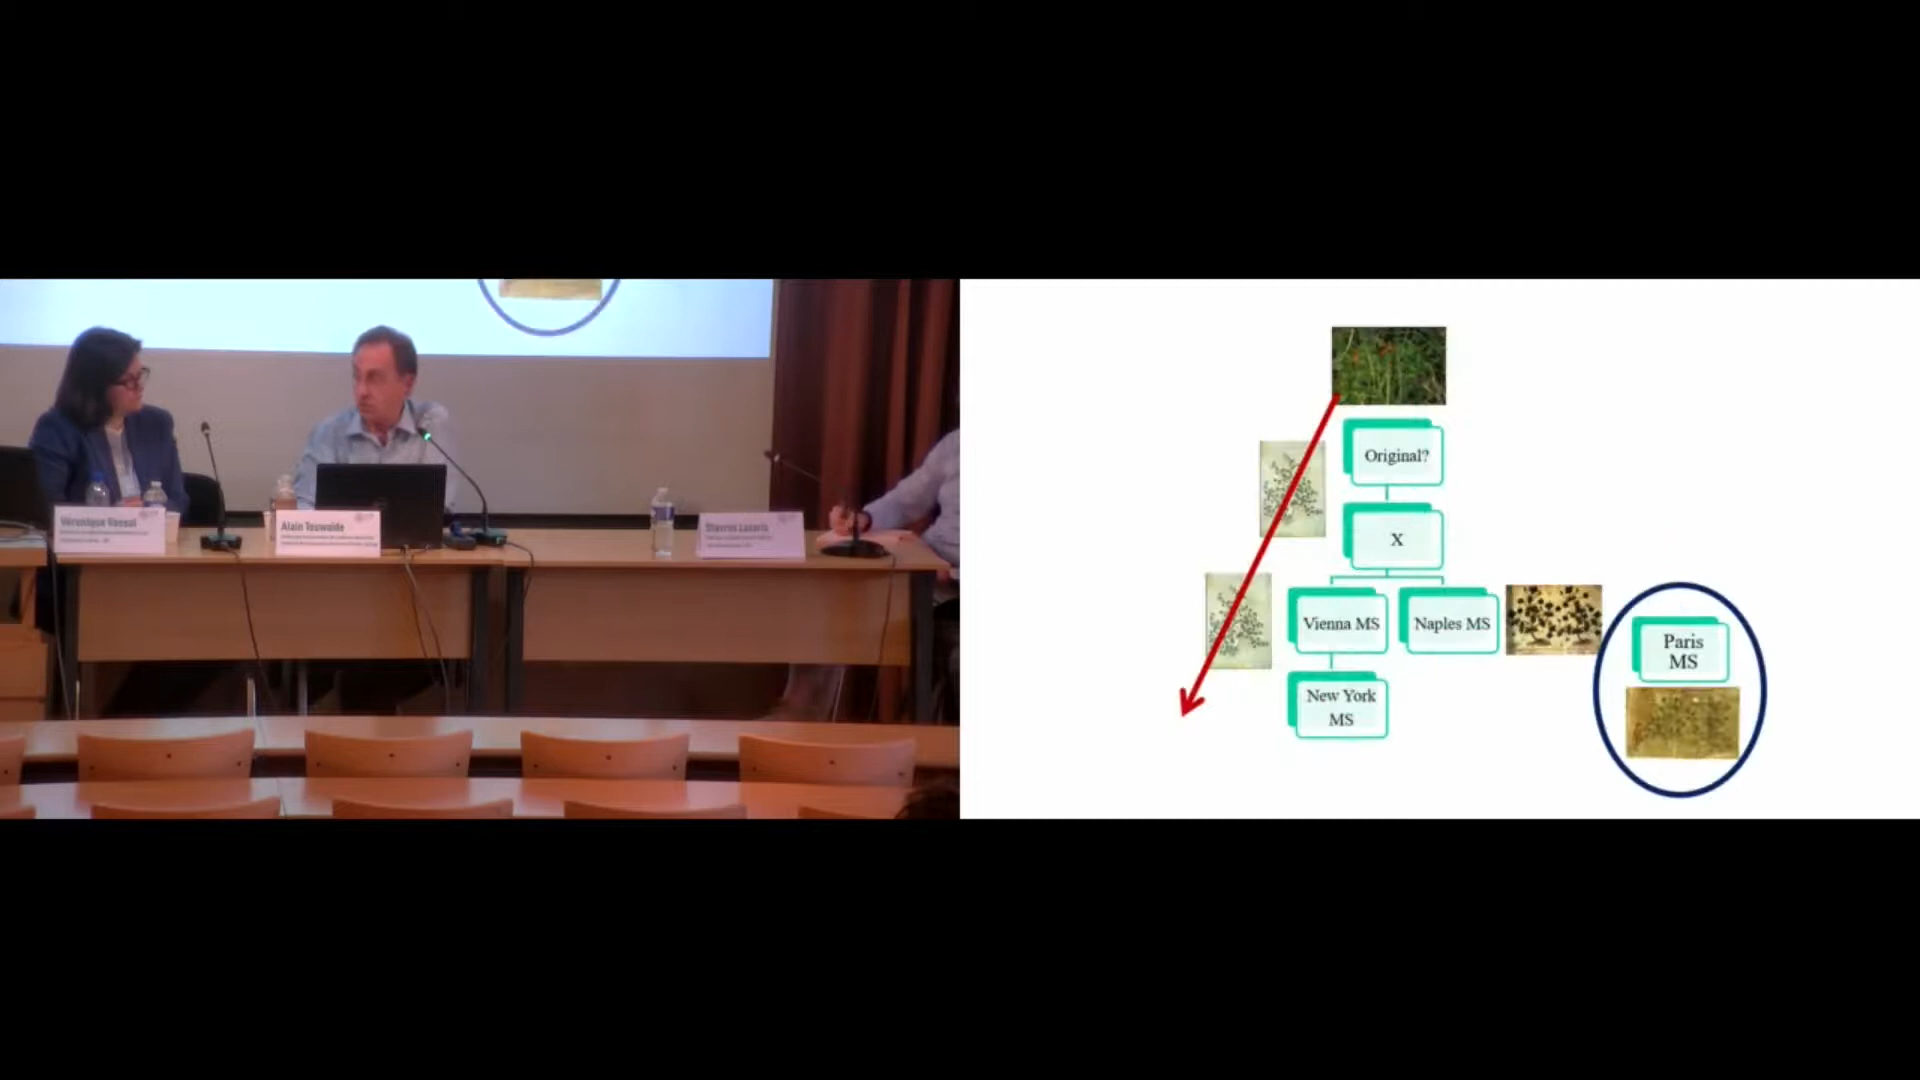 Véronique Vassal
Alain Touwaide
Stavros Lazaris
Original?
X
Vienna MS
Naples MS
New York
MS
Paris
MS